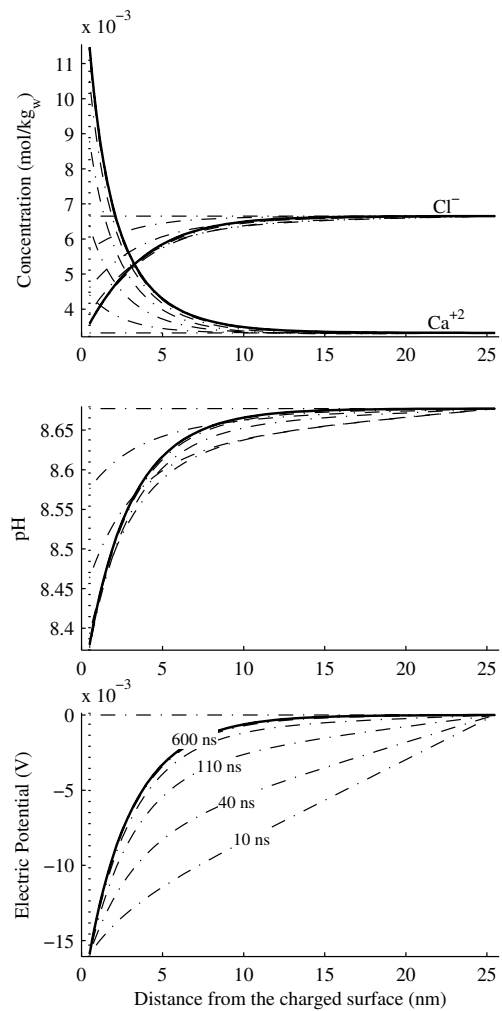 x 10⁻³
11
10
9
8
7
6
5
4
Concentration (mol/kg_w)
Cl⁻
Ca⁺²
0 5 10 15 20 25
8.65
8.6
8.55
8.5
8.45
8.4
pH
0 5 10 15 20 25
x 10⁻³
0
−5
−10
−15
Electric Potential (V)
600 ns
110 ns
40 ns
10 ns
0 5 10 15 20 25
Distance from the charged surface (nm)